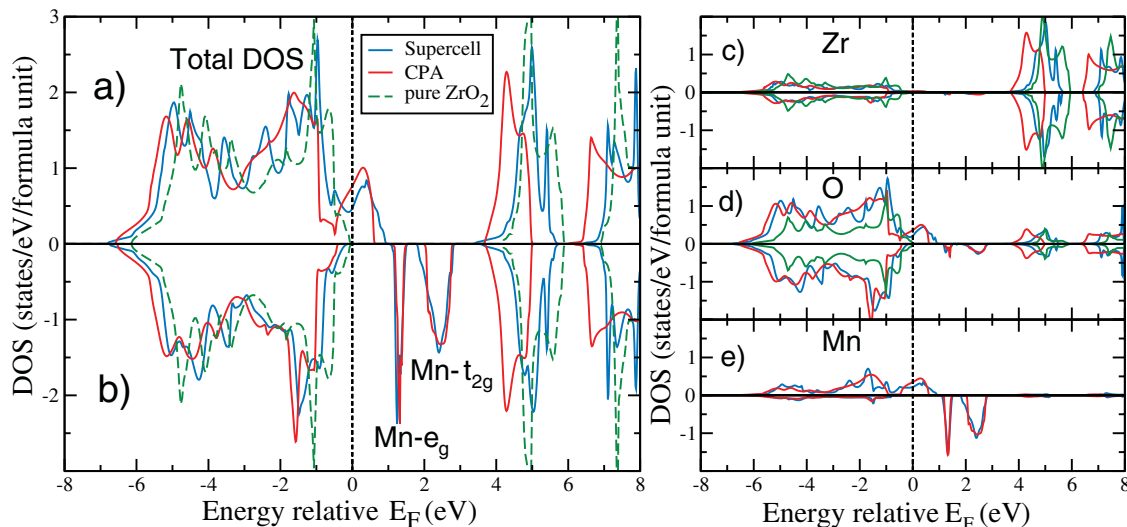 a)
Total DOS
Supercell
CPA
pure ZrO2
b)
Mn-t2g
Mn-eg
DOS (states/eV/formula unit)
3
2
1
0
-1
-2
-8 -6 -4 -2 0 2 4 6 8
Energy relative EF (eV)
c)
Zr
1
0
-1
d)
O
1
0
-1
e)
Mn
1
0
-1
DOS (states/eV/formula unit)
-8 -6 -4 -2 0 2 4 6 8
Energy relative EF (eV)